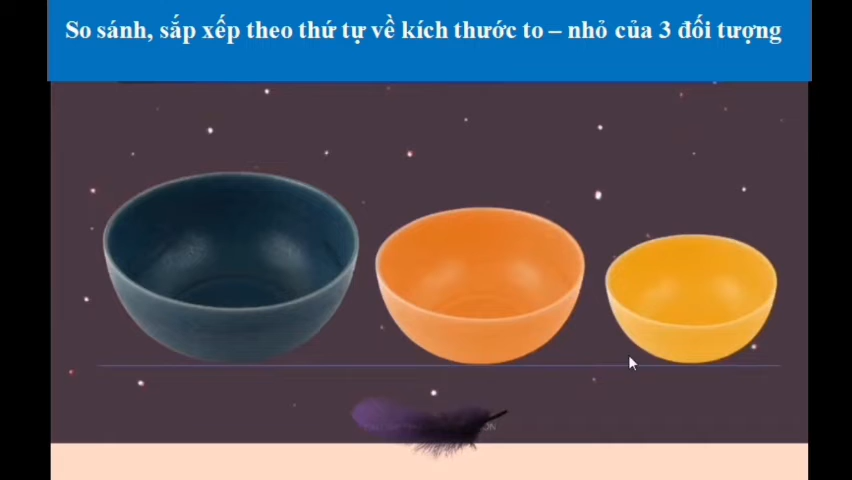 So sánh, sắp xếp theo thứ tự về kích thước to – nhỏ của 3 đối tượng